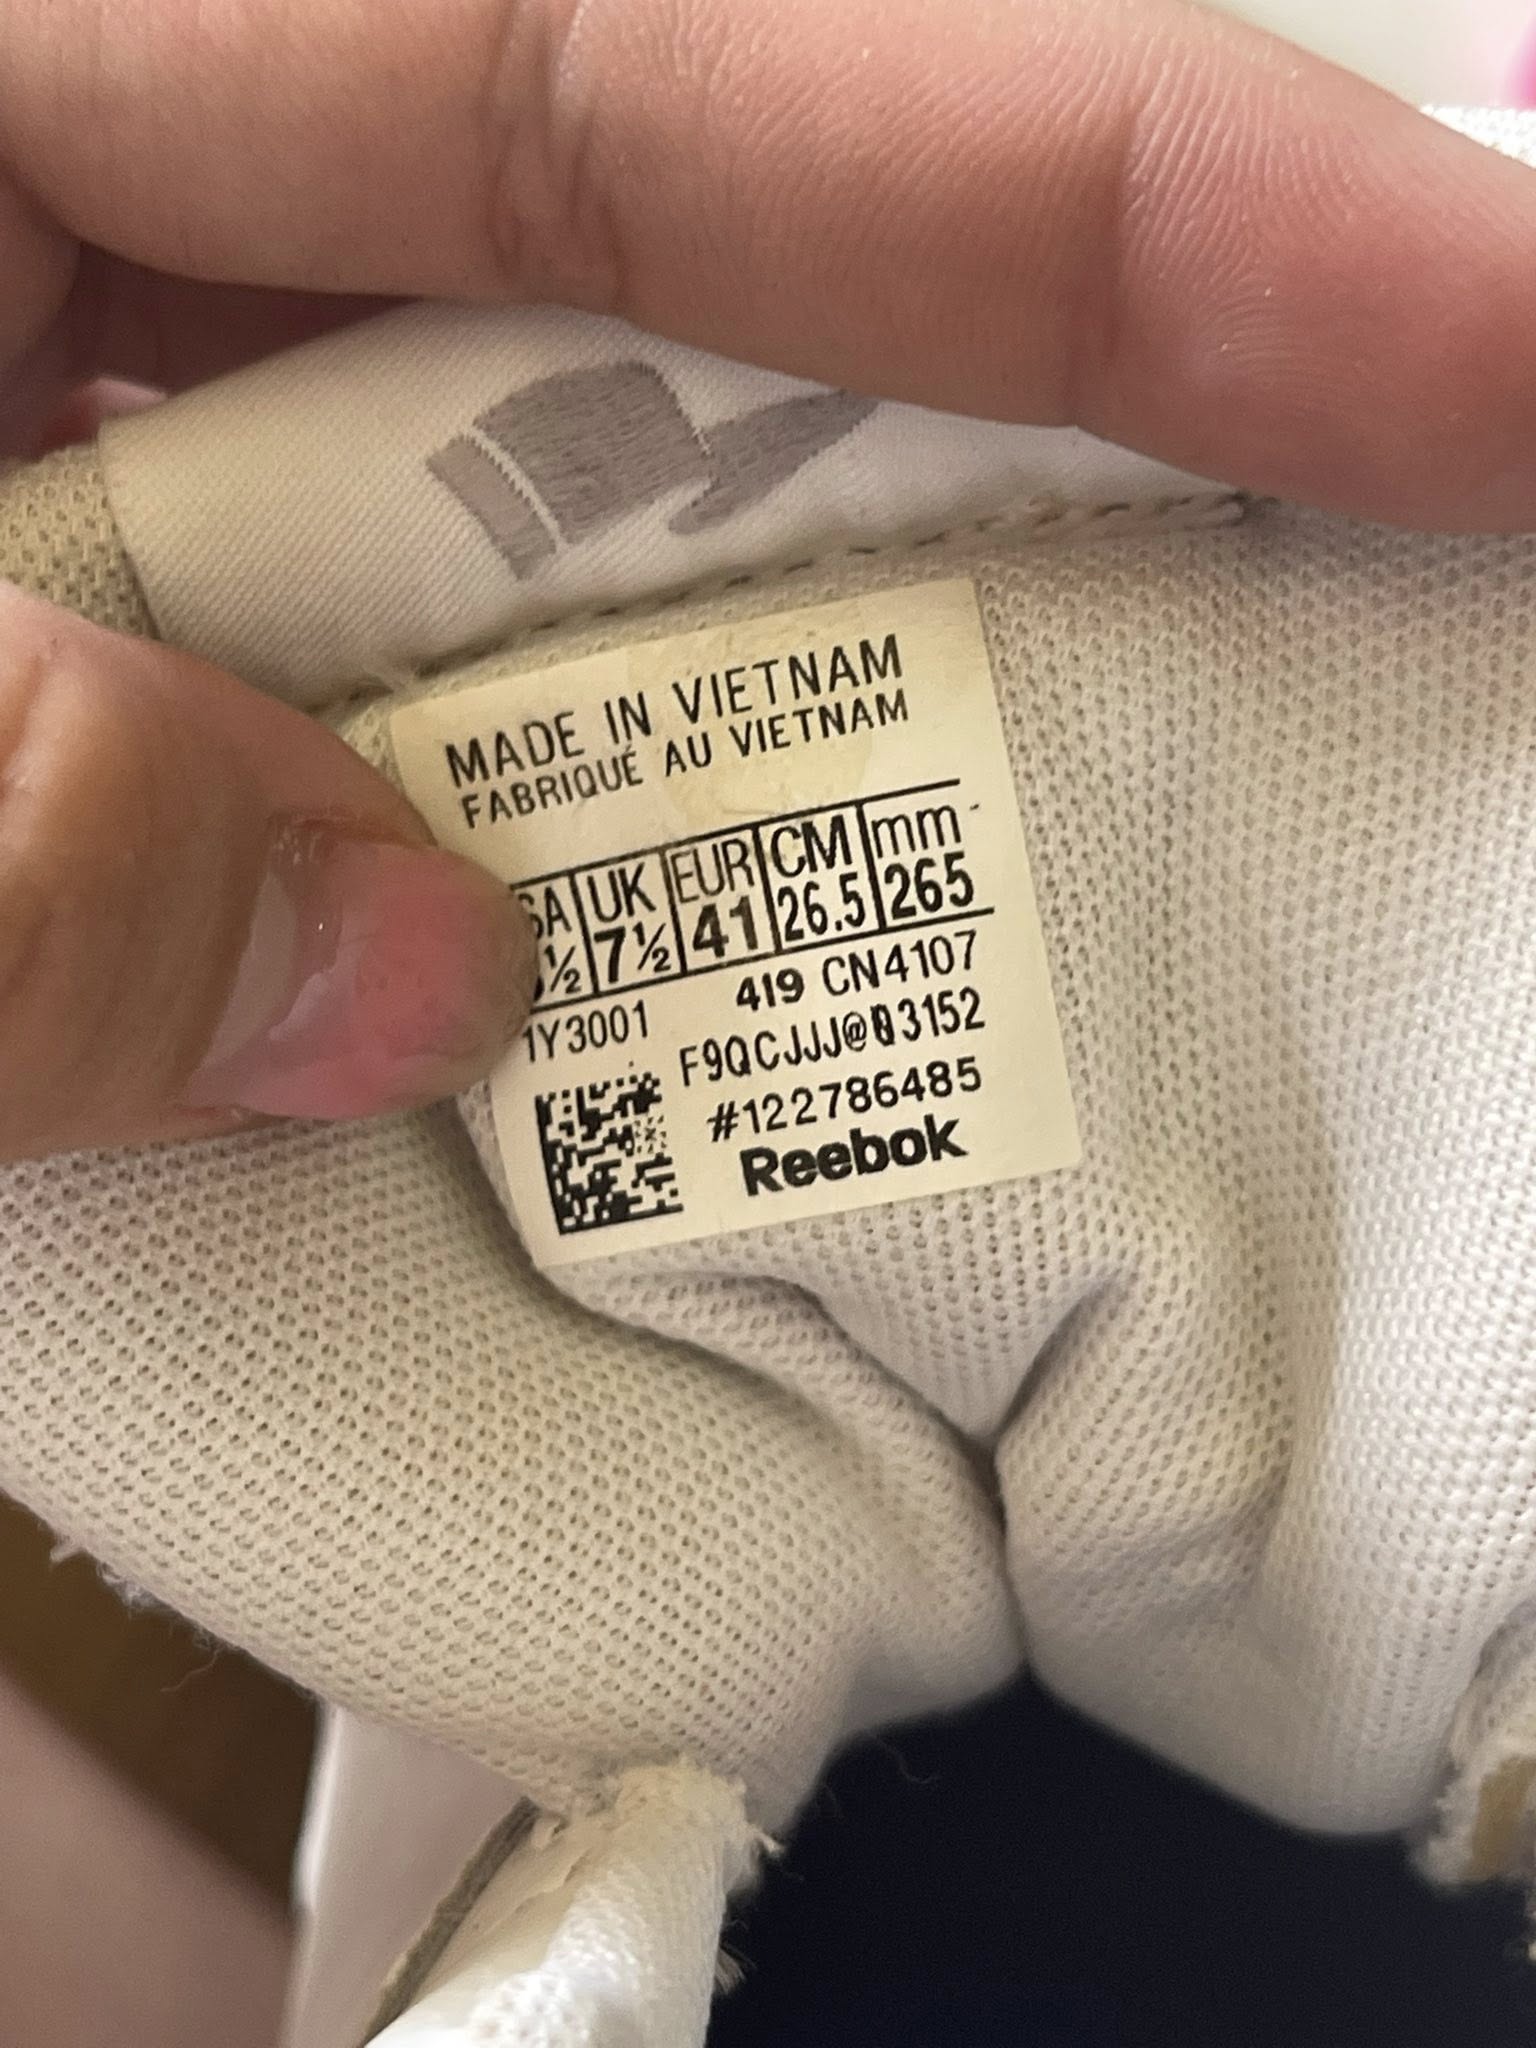 MADE IN VIETNAM
FABRIQUÉ AU VIETNAM
UK EUR CM mm
7½ 41 26.5 265
1Y3001 419 CN4107
#122786485
Reebok